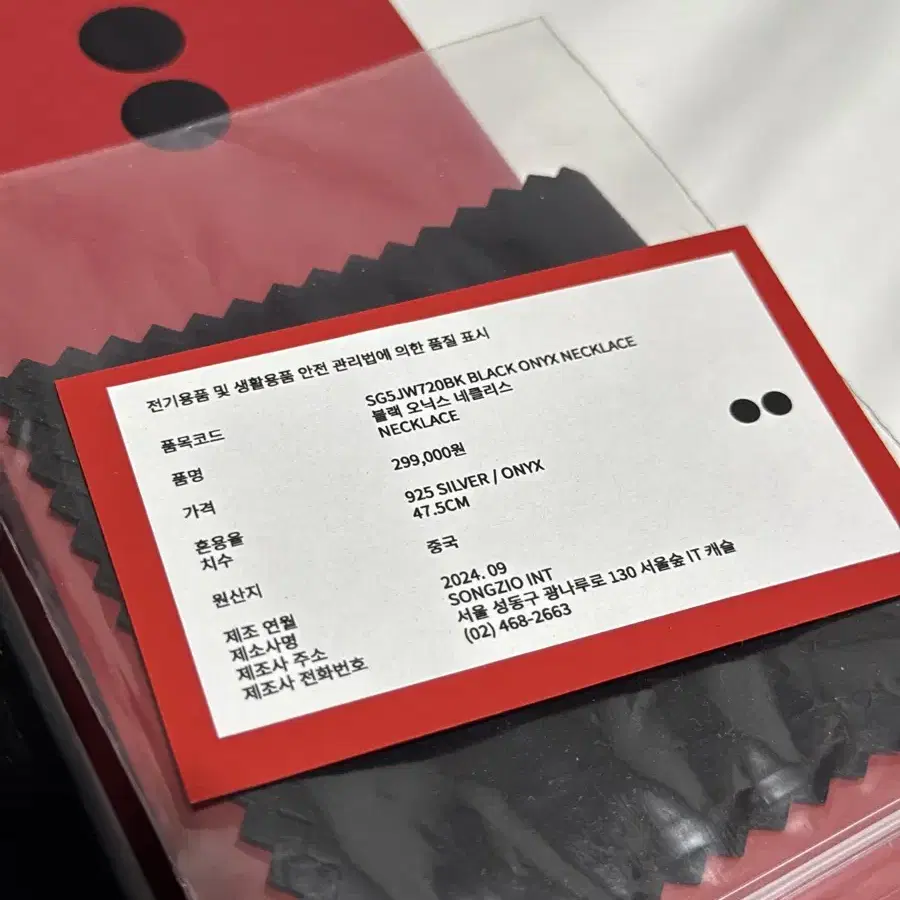 전기용품 및 생활용품 안전 관리법에 의한 품질 표시
품목코드 SG5JW720BK BLACK ONYX NECKLACE
블랙 오닉스 네클리스
품명 NECKLACE
가격 299,000원
혼용율 925 SILVER / ONYX
치수 47.5CM
원산지 중국
제조 연월 2024. 09
제소사명 SONGZIO INT
제조사 주소 서울 성동구 광나루로 130 서울숲 IT 캐슬
제조사 전화번호 (02) 468-2663